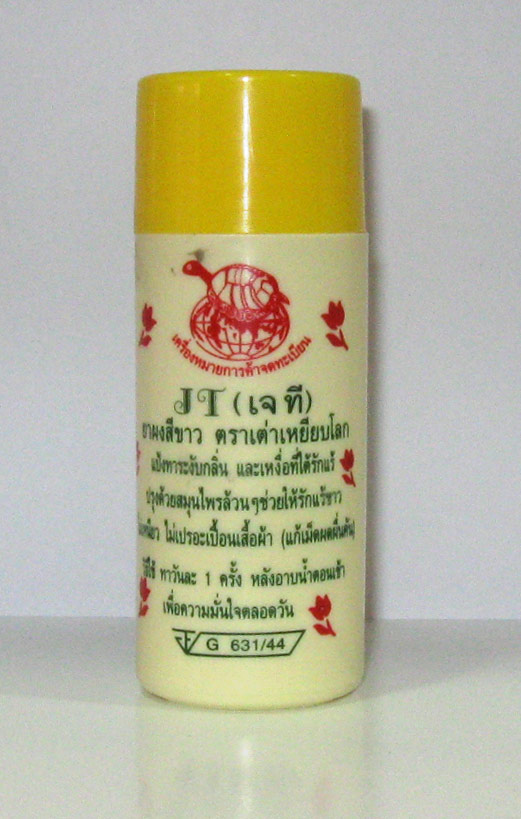 เครื่องหมายการค้าจดทะเบียน
JT (เจ ที)
ยาผงสีขาว ตราเต่าเหยียบโลก
แป้งทาระงับกลิ่น และเหงื่อที่ใต้รักแร้
ปรุงด้วยสมุนไพรล้วนๆช่วยให้รักแร้ขาว
ไม่เปรอะเปื้อนเสื้อผ้า (แก้เม็ดผดผื่นคัน)
วิธีใช้ ทาวันละ 1 ครั้ง หลังอาบน้ำตอนเช้า
เพื่อความมั่นใจตลอดวัน
G 631/44